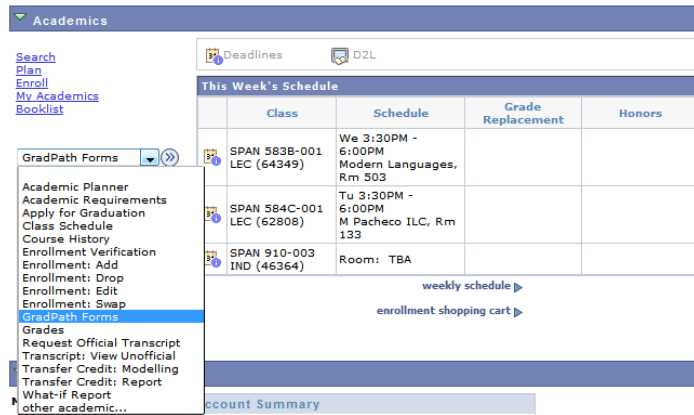 Academics
Search
Plan
Enroll
My Academics
Booklist
GradPath Forms
Academic Planner
Academic Requirements
Apply for Graduation
Class Schedule
Course History
Enrollment Verification
Enrollment: Add
Enrollment: Drop
Enrollment: Edit
Enrollment: Swap
GradPath Forms
Grades
Request Official Transcript
Transcript: View Unofficial
Transfer Credit: Modelling
Transfer Credit: Report
What-if Report
other academic...
Deadlines
D2L
This Week's Schedule
Class Schedule Grade Replacement Honors
SPAN 583B-001
LEC (64349)
We 3:30PM -
6:00PM
Modern Languages,
Rm 503
SPAN 584C-001
LEC (62808)
Tu 3:30PM -
6:00PM
M Pacheco ILC, Rm
133
SPAN 910-003
IND (46364)
Room: TBA
weekly schedule
enrollment shopping cart
ccount Summary